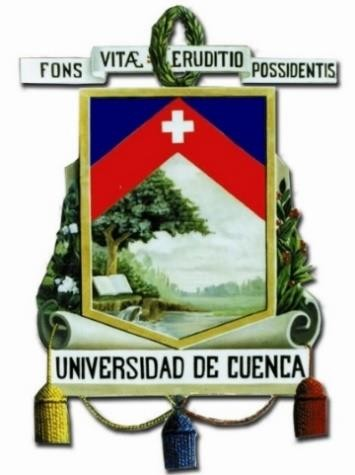 FONS VITÆ ERUDITIO POSSIDENTIS
UNIVERSIDAD DE CUENCA